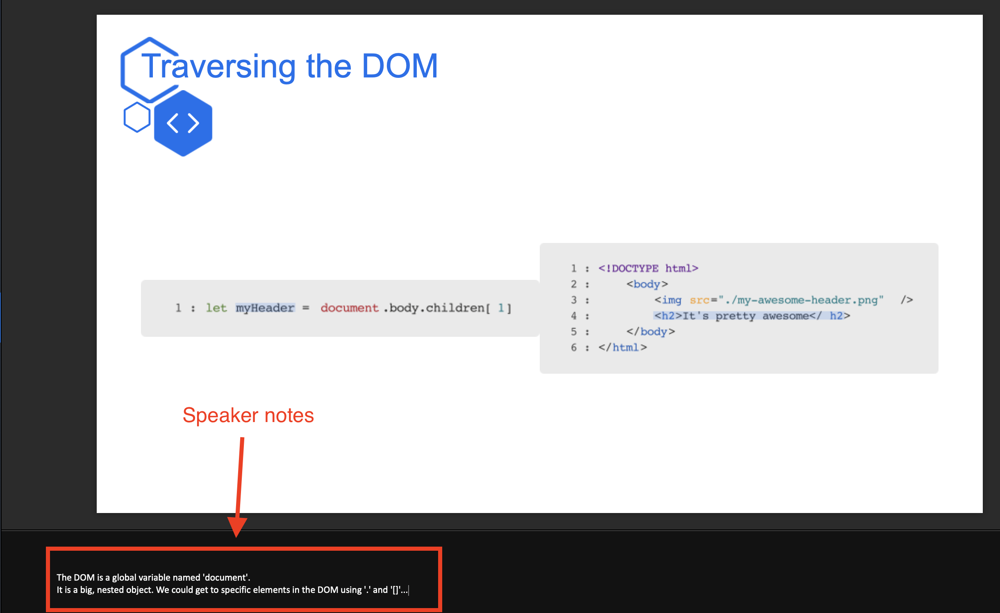 Traversing the DOM
< >
1 : let myHeader = document .body.children[ 1]
1 : <!DOCTYPE html>
2 : <body>
3 : <img src="./my-awesome-header.png" />
4 : <h2>It's pretty awesome</ h2>
5 : </body>
6 : </html>
Speaker notes
The DOM is a global variable named 'document'.
It is a big, nested object. We could get to specific elements in the DOM using '.' and '[]'...